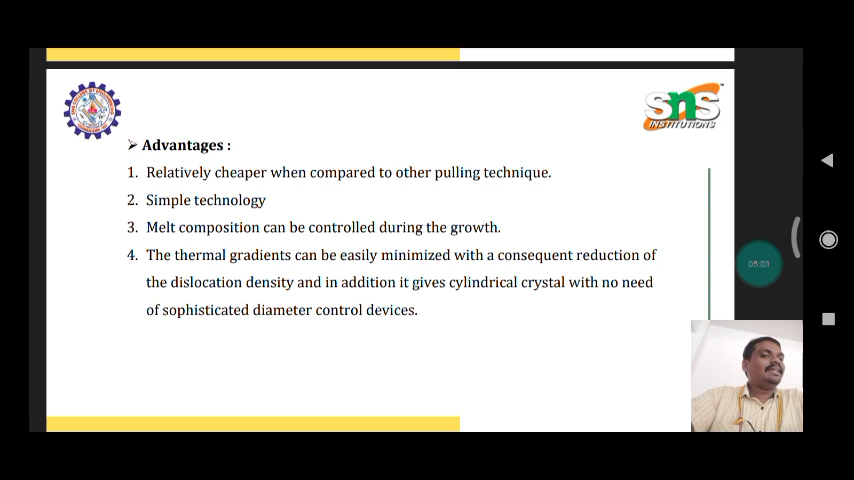 sns
INSTITUTIONS
➢ Advantages :
1. Relatively cheaper when compared to other pulling technique.
2. Simple technology
3. Melt composition can be controlled during the growth.
4. The thermal gradients can be easily minimized with a consequent reduction of
the dislocation density and in addition it gives cylindrical crystal with no need
of sophisticated diameter control devices.
05:03